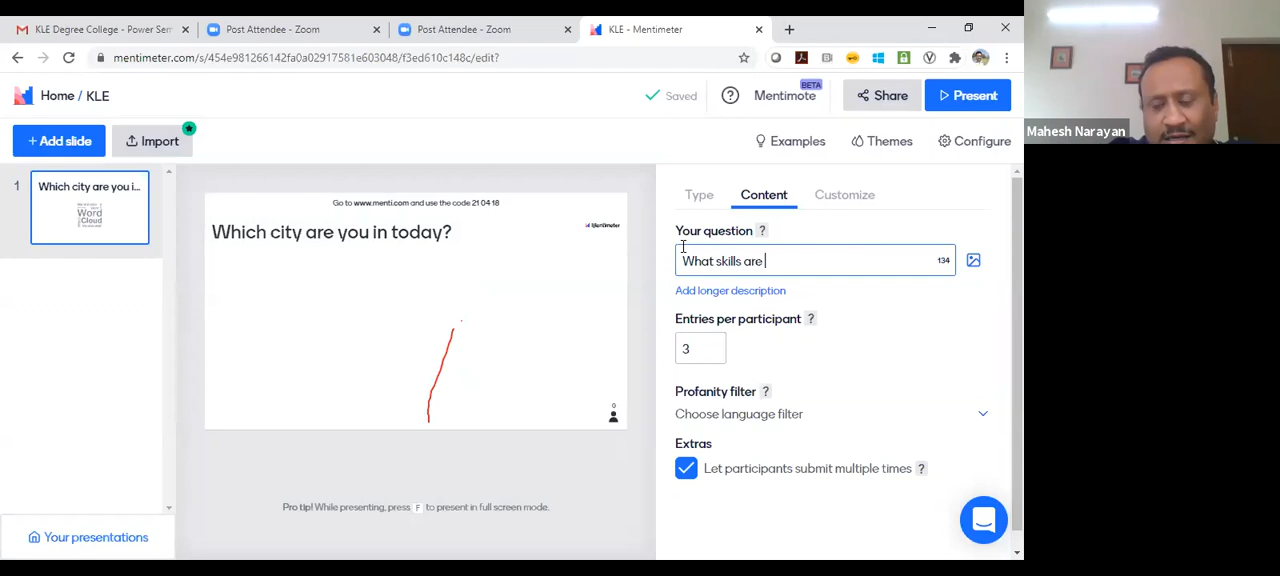 KLE Degree College - Power Sem
Post Attendee - Zoom
Post Attendee - Zoom
KLE - Mentimeter
mentimeter.com/s/454e981266142fa0a02917581e603048/f3ed610c148c/edit?
Home / KLE
Saved
Mentimote
BETA
Share
Present
+ Add slide
Import
Examples
Themes
Configure
1
Which city are you i...
Word
Cloud
Go to www.menti.com and use the code 21 04 18
Which city are you in today?
Mentimeter
0
Pro tip! While presenting, press F to present in full screen mode.
Your presentations
Type
Content
Customize
Your question ?
What skills are
134
Add longer description
Entries per participant ?
3
Profanity filter ?
Choose language filter
Extras
Let participants submit multiple times ?
Mahesh Narayan